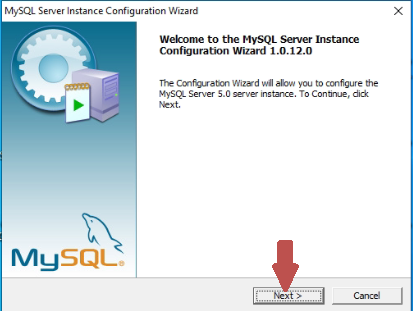 MySQL Server Instance Configuration Wizard
Welcome to the MySQL Server Instance
Configuration Wizard 1.0.12.0
The Configuration Wizard will allow you to configure the
MySQL Server 5.0 server instance. To Continue, click
Next.
MySQL®
Next >
Cancel